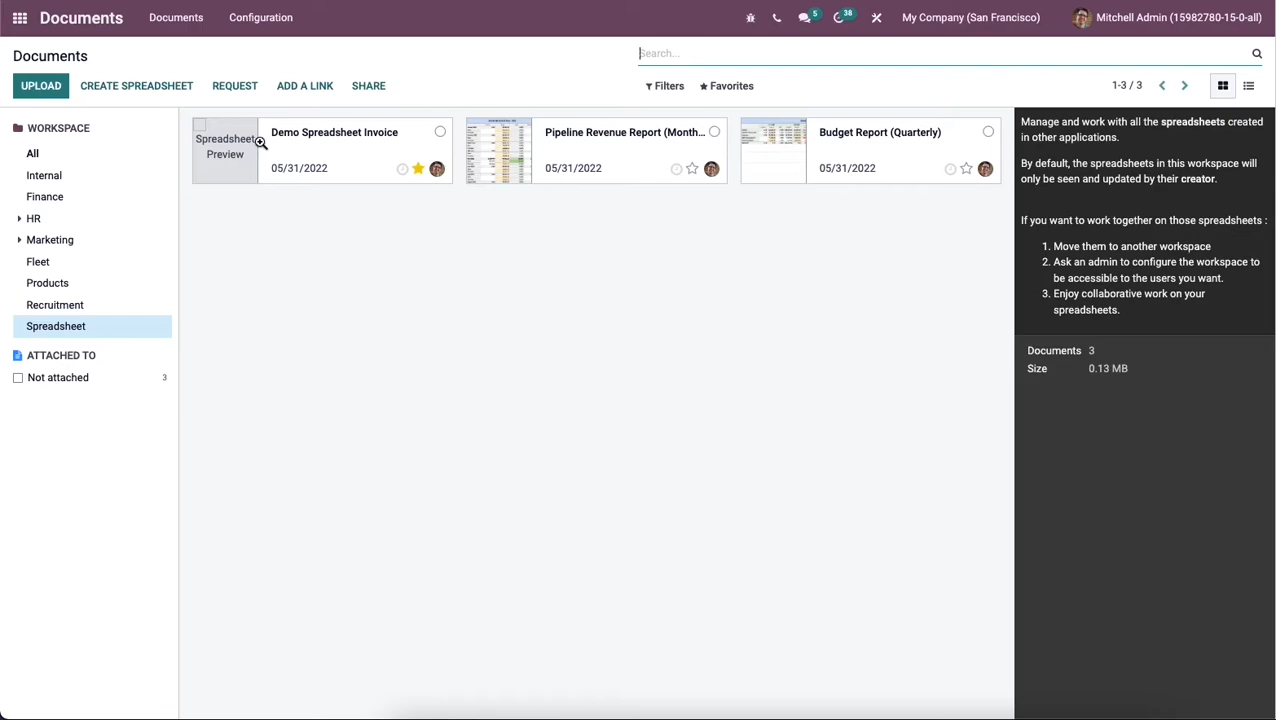 Documents Documents Configuration 5 38 My Company (San Francisco) Mitchell Admin (15982780-15-0-all)
Documents
Search...
UPLOAD CREATE SPREADSHEET REQUEST ADD A LINK SHARE Filters Favorites 1-3 / 3
WORKSPACE
All
Internal
Finance
HR
Marketing
Fleet
Products
Recruitment
Spreadsheet
ATTACHED TO
Not attached 3
Spreadsheet
Preview
Demo Spreadsheet Invoice
05/31/2022
Pipeline Revenue Report (Month...
05/31/2022
Budget Report (Quarterly)
05/31/2022
Manage and work with all the spreadsheets created
in other applications.
By default, the spreadsheets in this workspace will
only be seen and updated by their creator.
If you want to work together on those spreadsheets :
1. Move them to another workspace
2. Ask an admin to configure the workspace to
be accessible to the users you want.
3. Enjoy collaborative work on your
spreadsheets.
Documents 3
Size 0.13 MB